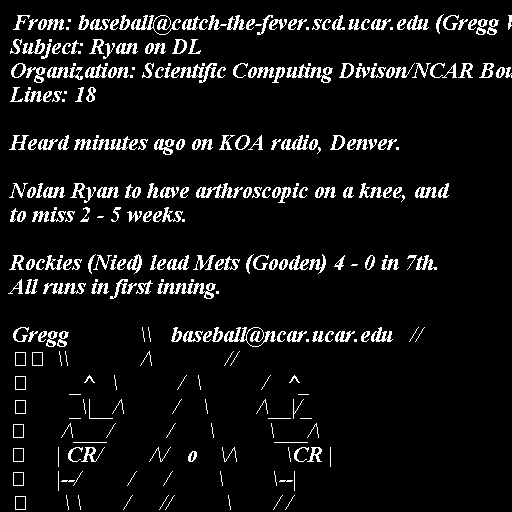 From: baseball@catch-the-fever.scd.ucar.edu (Gregg
Subject: Ryan on DL
Organization: Scientific Computing Divison/NCAR
Lines: 18
Heard minutes ago on KOA radio, Denver.
Nolan Ryan to have arthroscopic on a knee, and
to miss 2 - 5 weeks.
Rockies (Nied) lead Mets (Gooden) 4 - 0 in 7th.
All runs in first inning.
Gregg \\ baseball@ncar.ucar.edu //
\\ /\ //
_^ \ / \ / ^_
_\|__/\ / \ /\__|/_
/\___/ / \ \___/\
| CR/ /\/ o \/\ \CR |
|--/ / / \ \--|
\ \ / // \ / /